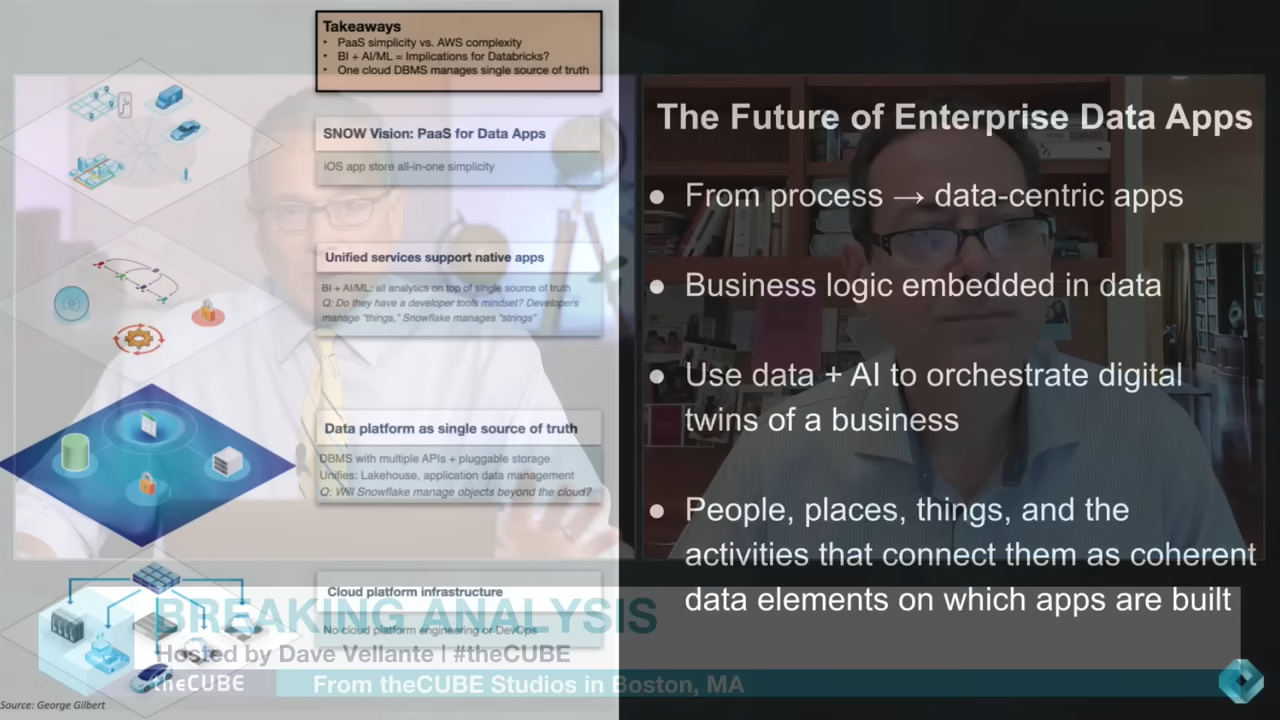 Takeaways
• PaaS simplicity vs. AWS complexity
• BI + AI/ML = Implications for Databricks?
• One cloud DBMS manages single source of truth
SNOW Vision: PaaS for Data Apps
iOS app store all-in-one simplicity
Unified services support native apps
BI + AI/ML: all analytics on top of single source of truth
Q: Do they have a developer tools mindset? Developers
manage "things," Snowflake manages "strings"
Data platform as single source of truth
DBMS with multiple APIs + pluggable storage
Unifies: Lakehouse, application data management
Q: Will Snowflake manage objects beyond the cloud?
Cloud platform infrastructure
No cloud platform engineering or DevOps
Source: George Gilbert
The Future of Enterprise Data Apps
● From process → data-centric apps
● Business logic embedded in data
● Use data + AI to orchestrate digital
twins of a business
● People, places, things, and the
activities that connect them as coherent
data elements on which apps are built
BREAKING ANALYSIS
Hosted by Dave Vellante | #theCUBE
theCUBE
From theCUBE Studios in Boston, MA